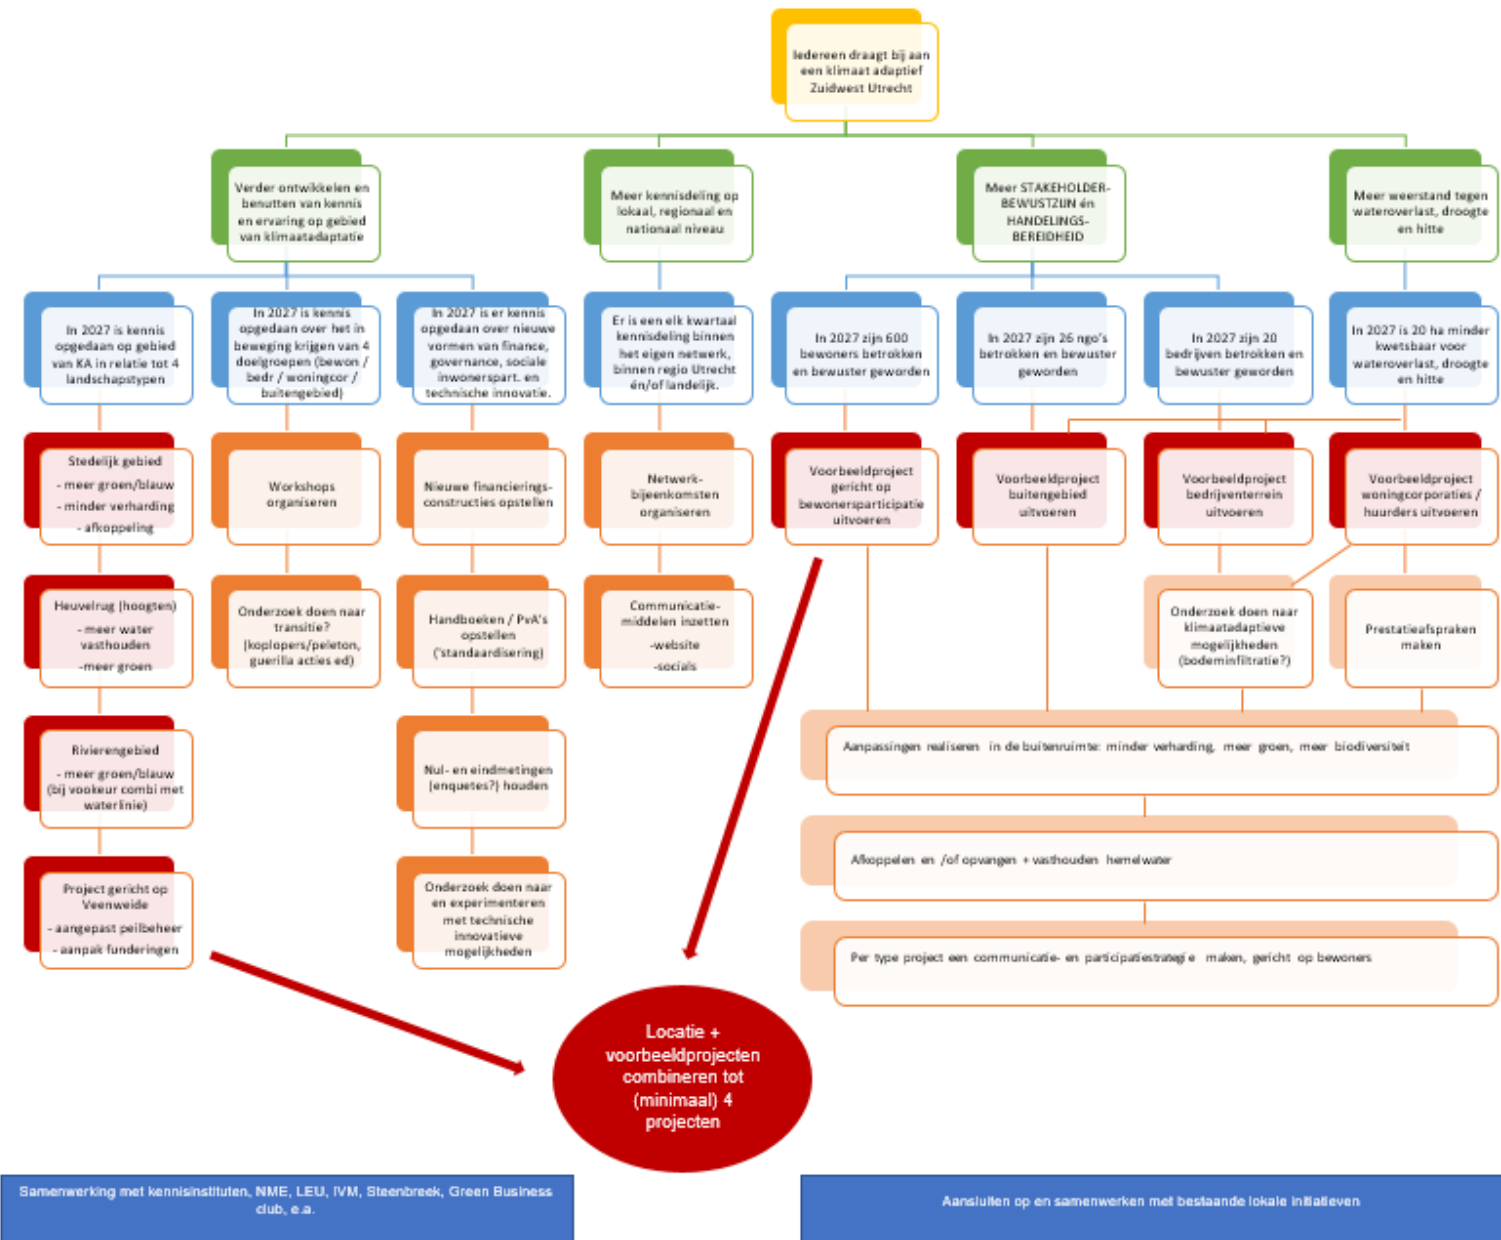 Iedereen draagt bij aan
een klimaat adaptief
Zuidwest Utrecht
Verder ontwikkelen en
benutten van kennis
en ervaring op gebied
van klimaatadaptatie
Meer kennisdeling op
lokaal, regionaal en
nationaal niveau
Meer STAKEHOLDER-
BEWUSTZIJN én
HANDELINGS-
BEREIDHEID
Meer weerstand tegen
wateroverlast, droogte
en hitte
In 2027 is kennis
opgedaan op gebied
van KA in relatie tot 4
landschapstypen
In 2027 is kennis
opgedaan over het in
beweging krijgen van 4
doelgroepen (bewon /
bedr / woningcor /
buitengebied)
In 2027 is er kennis
opgedaan over nieuwe
vormen van finance,
governance, sociale
inwonerspart. en
technische innovatie.
Er is een elk kwartaal
kennisdeling binnen
het eigen netwerk,
binnen regio Utrecht
én/of landelijk.
In 2027 zijn 600
bewoners betrokken
en bewuster geworden
In 2027 zijn 26 ngo's
betrokken en bewuster
geworden
In 2027 zijn 20
bedrijven betrokken en
bewuster geworden
In 2027 is 20 ha minder
kwetsbaar voor
wateroverlast, droogte
en hitte
Stedelijk gebied
- meer groen/blauw
- minder verharding
- afkoppeling
Workshops
organiseren
Nieuwe financierings-
constructies opstellen
Netwerk-
bijeenkomsten
organiseren
Voorbeeldproject
gericht op
bewonersparticipatie
uitvoeren
Voorbeeldproject
buitengebied
uitvoeren
Voorbeeldproject
bedrijventerrein
uitvoeren
Voorbeeldproject
woningcorporaties /
huurders uitvoeren
Heuvelrug (hoogten)
- meer water
vasthouden
-meer groen
Onderzoek doen naar
transitie?
(koplopers/peleton,
guerilla acties ed)
Handboeken / PvA's
opstellen
('standaardisering)
Communicatie-
middelen inzetten
-website
-socials
Onderzoek doen naar
klimaatadaptieve
mogelijkheden
(bodeminfiltratie?)
Prestatieafspraken
maken
Rivierengebied
- meer groen/blauw
(bij vookeur combi met
waterlinie)
Nul- en eindmetingen
(enquetes?) houden
Aanpassingen realiseren in de buitenruimte: minder verharding, meer groen, meer biodiversiteit
Afkoppelen en /of opvangen + vasthouden hemelwater
Project gericht op
Veenweide
- aangepast peilbeheer
- aanpak funderingen
Onderzoek doen naar
en experimenteren
met technische
innovatieve
mogelijkheden
Per type project een communicatie- en participatiestrategie maken, gericht op bewoners
Locatie +
voorbeeldprojecten
combineren tot
(minimaal) 4
projecten
Samenwerking met kennisinstituten, NME, LEU, IVM, Steenbreek, Green Business
club, e.a.
Aansluiten op en samenwerken met bestaande lokale initiatieven